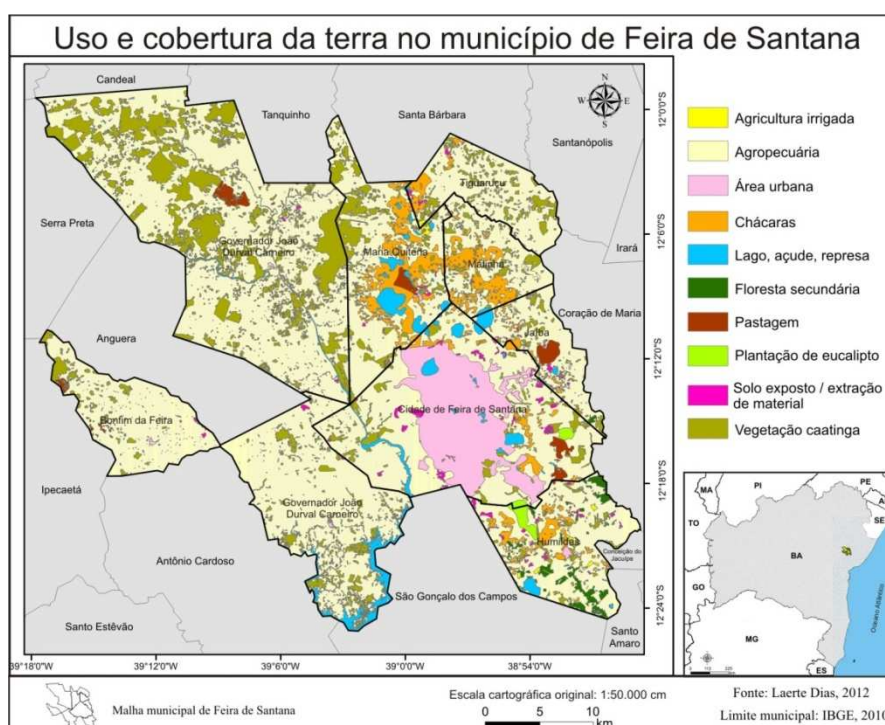 Uso e cobertura da terra no município de Feira de Santana
Candeal
Tanquinho
Santa Bárbara
Santanópolis
Serra Preta
Irará
Coração de Maria
Anguera
Ipecaetá
Antônio Cardoso
Santo Estêvão
São Gonçalo dos Campos
Conceição do
Jacuípe
Santo
Amaro
Tiquaruçu
Governador João
Durval Carneiro
Maria Quitéria
Matinha
Jaíba
Cidade de Feira de Santana
Bonfim da Feira
Governador João
Durval Carneiro
Humildes
N
W
E
S
12°0'0"S
12°6'0"S
12°12'0"S
12°18'0"S
12°24'0"S
39°18'0"W
39°12'0"W
39°6'0"W
39°0'0"W
38°54'0"W
Agricultura irrigada
Agropecuária
Área urbana
Chácaras
Lago, açude, represa
Floresta secundária
Pastagem
Plantação de eucalipto
Solo exposto / extração
de material
Vegetação caatinga
MA
PI
PE
SE
TO
BA
GO
MG
ES
Oceano Atlântico
Malha municipal de Feira de Santana
Escala cartográfica original: 1:50.000 cm
0 5 10
km
Fonte: Laerte Dias, 2012
Limite municipal: IBGE, 2010